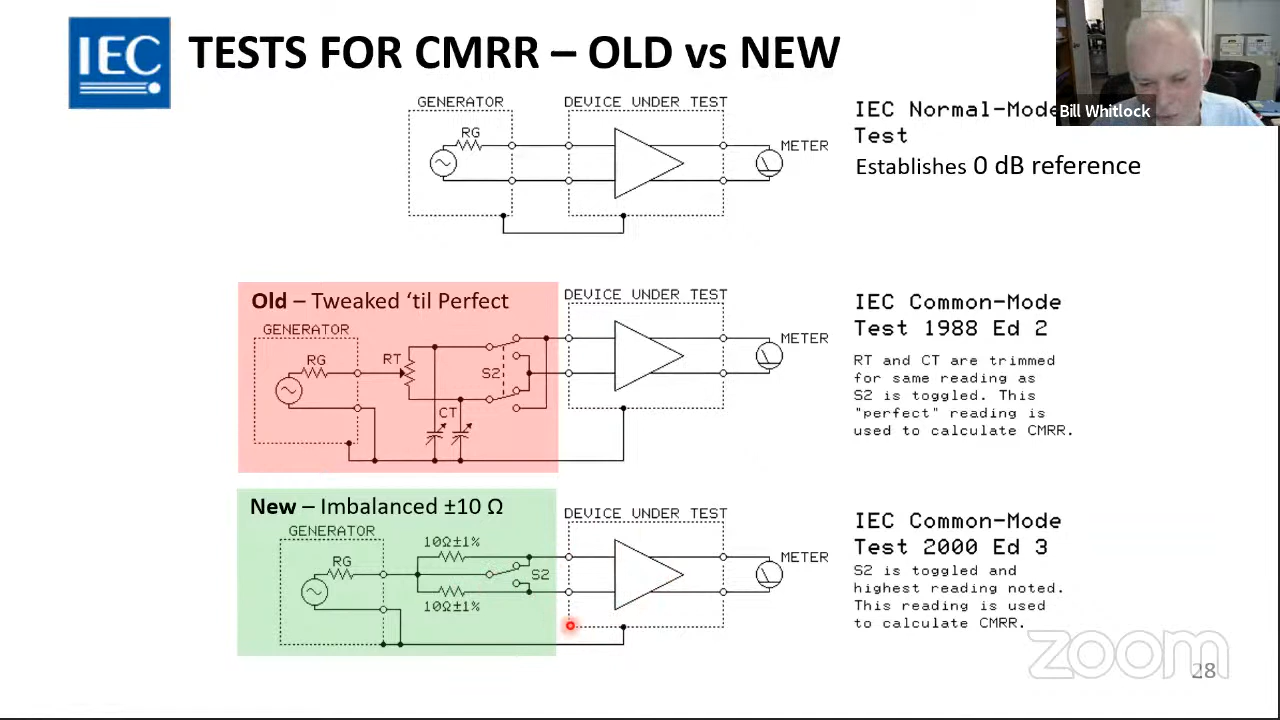 IEC
TESTS FOR CMRR – OLD vs NEW
Bill Whitlock
GENERATOR
DEVICE UNDER TEST
RG
METER
IEC Normal-Mode
Test
Establishes 0 dB reference
Old – Tweaked ‘til Perfect
GENERATOR
RG
RT
S2
CT
DEVICE UNDER TEST
METER
IEC Common-Mode
Test 1988 Ed 2
RT and CT are trimmed
for same reading as
S2 is toggled. This
"perfect" reading is
used to calculate CMRR.
New – Imbalanced ±10 Ω
GENERATOR
RG
10Ω±1%
S2
10Ω±1%
DEVICE UNDER TEST
METER
IEC Common-Mode
Test 2000 Ed 3
S2 is toggled and
highest reading noted.
This reading is used
to calculate CMRR.
zoom
28